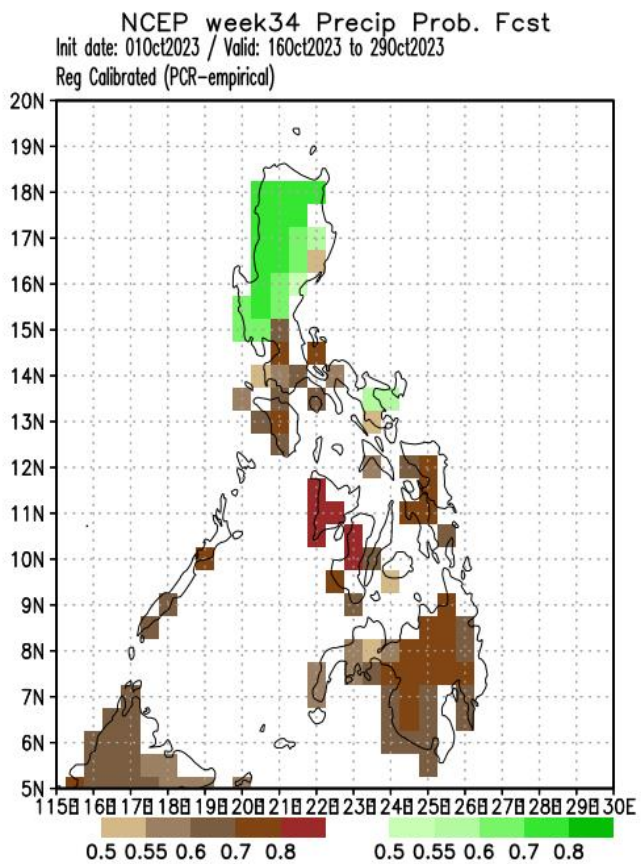 NCEP week34 Precip Prob. Fcst
Init date: 01Oct2023 / Valid: 16Oct2023 to 29Oct2023
Reg Calibrated (PCR-empirical)
20N
19N
18N
17N
16N
15N
14N
13N
12N
11N
10N
9N
8N
7N
6N
5N
115E 116E 117E 118E 119E 120E 121E 122E 123E 124E 125E 126E 127E 128E 129E 130E
0.5 0.55 0.6 0.7 0.8 0.5 0.55 0.6 0.7 0.8